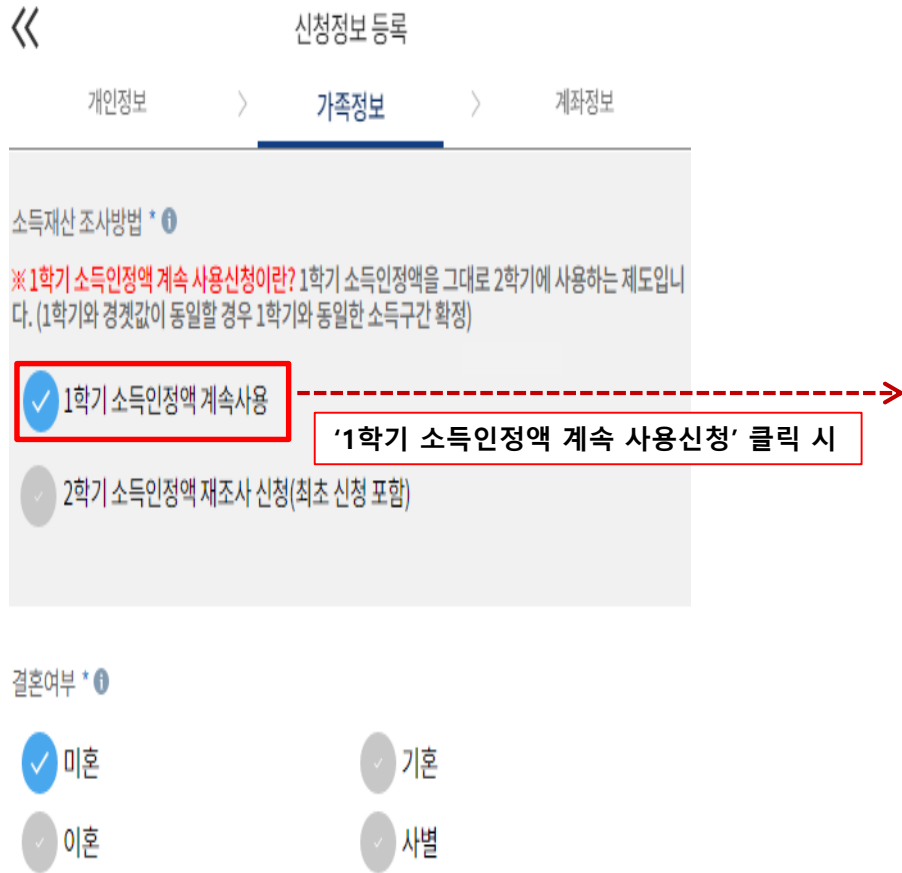 신청정보 등록
개인정보 〉 가족정보 〉 계좌정보
소득재산 조사방법 *
※ 1학기 소득인정액 계속 사용신청이란? 1학기 소득인정액을 그대로 2학기에 사용하는 제도입니
다. (1학기와 경곗값이 동일할 경우 1학기와 동일한 소득구간 확정)
1학기 소득인정액 계속사용
‘1학기 소득인정액 계속 사용신청’ 클릭 시
2학기 소득인정액 재조사 신청(최초 신청 포함)
결혼여부 *
미혼 기혼
이혼 사별